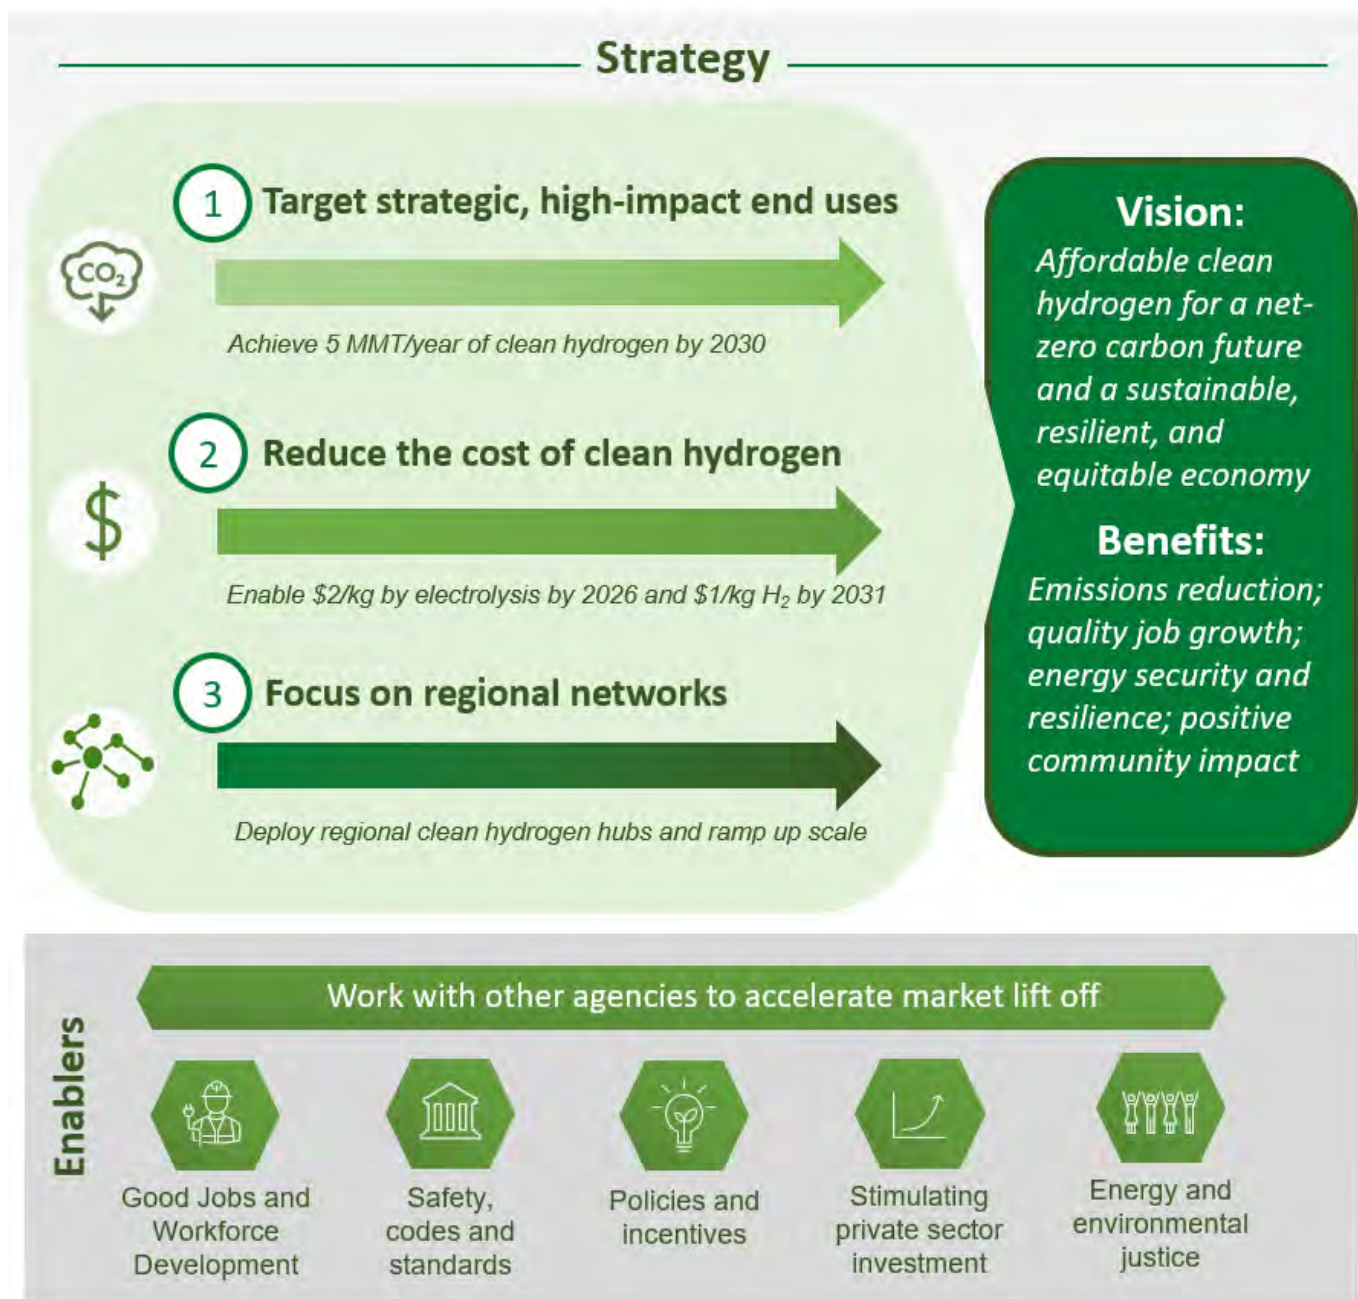 Strategy
1
Target strategic, high-impact end uses
CO2
Achieve 5 MMT/year of clean hydrogen by 2030
2
Reduce the cost of clean hydrogen
$
Enable $2/kg by electrolysis by 2026 and $1/kg H2 by 2031
3
Focus on regional networks
Deploy regional clean hydrogen hubs and ramp up scale
Vision:
Affordable clean
hydrogen for a net-
zero carbon future
and a sustainable,
resilient, and
equitable economy
Benefits:
Emissions reduction;
quality job growth;
energy security and
resilience; positive
community impact
Enablers
Work with other agencies to accelerate market lift off
Good Jobs and
Workforce
Development
Safety,
codes and
standards
Policies and
incentives
Stimulating
private sector
investment
Energy and
environmental
justice